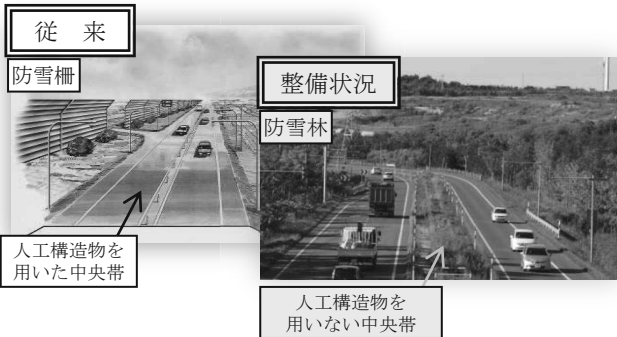 従 来
防雪柵
人工構造物を
用いた中央帯
整備状況
防雪林
人工構造物を
用いない中央帯